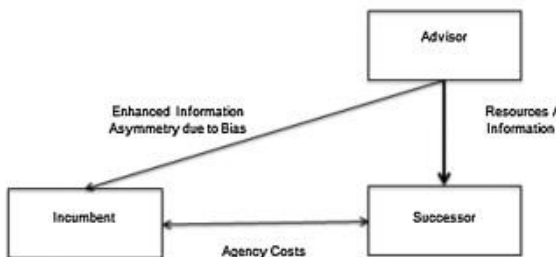 Advisor
Enhanced Information
Asymmetry due to Bias
Resources /
Information
Incumbent
Successor
Agency Costs